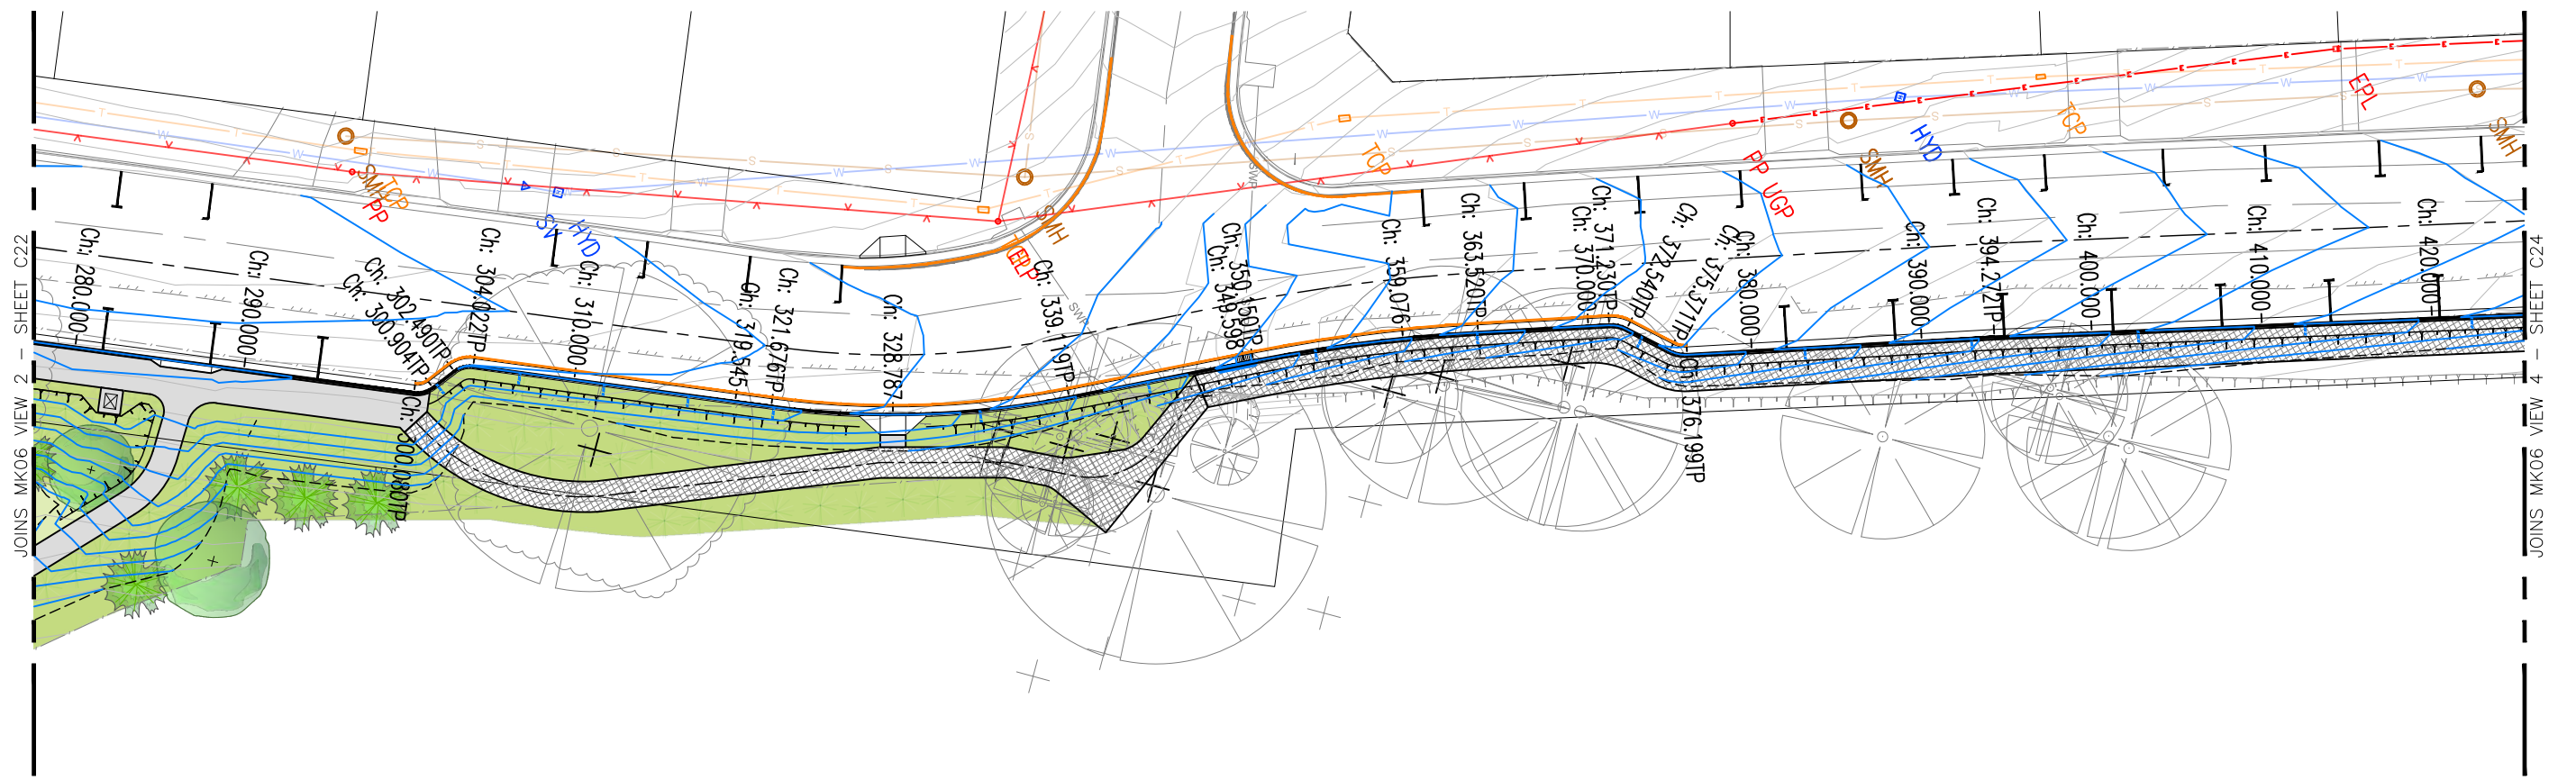 JOINS MK06 VIEW 2 – SHEET C22
Ch: 280.000
Ch: 290.000
Ch: 300.080TP
Ch: 300.904TP
Ch: 302.490TP
Ch: 304.022TP
Ch: 310.000
Ch: 319.545
Ch: 321.676TP
Ch: 328.787
Ch: 339.119TP
Ch: 349.598
Ch: 350.150TP
Ch: 359.076
Ch: 363.520TP
Ch: 370.000
Ch: 371.230TP
Ch: 372.540TP
Ch: 375.371TP
Ch: 376.199TP
Ch: 380.000
Ch: 390.000
Ch: 394.272TP
Ch: 400.000
Ch: 410.000
Ch: 420.000
SMH
TCP
PP
SV
HYD
SMH
TCP
PP UGP
SMH
HYD
TCP
EPL
SMH
JOINS MK06 VIEW 4 – SHEET C24